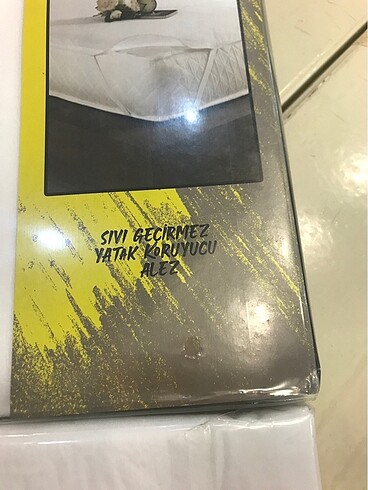 SIVI GEÇİRMEZ
YATAK KORUYUCU
ALEZ